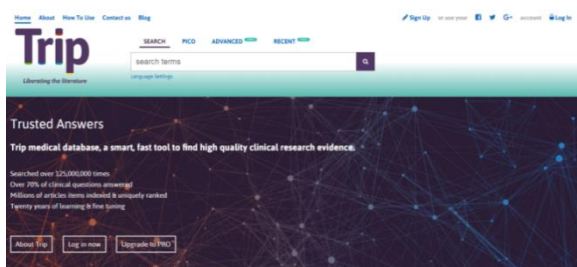 Home About How To Use Contact us Blog
Sign Up or use your G+ account Log In
Trip
Liberating the literature
SEARCH PICO ADVANCED RECENT
search terms
Language Settings
Trusted Answers
Trip medical database, a smart, fast tool to find high quality clinical research evidence.
Searched over 125,000,000 times
Over 70% of clinical questions answered
Millions of articles items indexed & uniquely ranked
Twenty years of learning & fine tuning
About Trip Log in now Upgrade to PRO